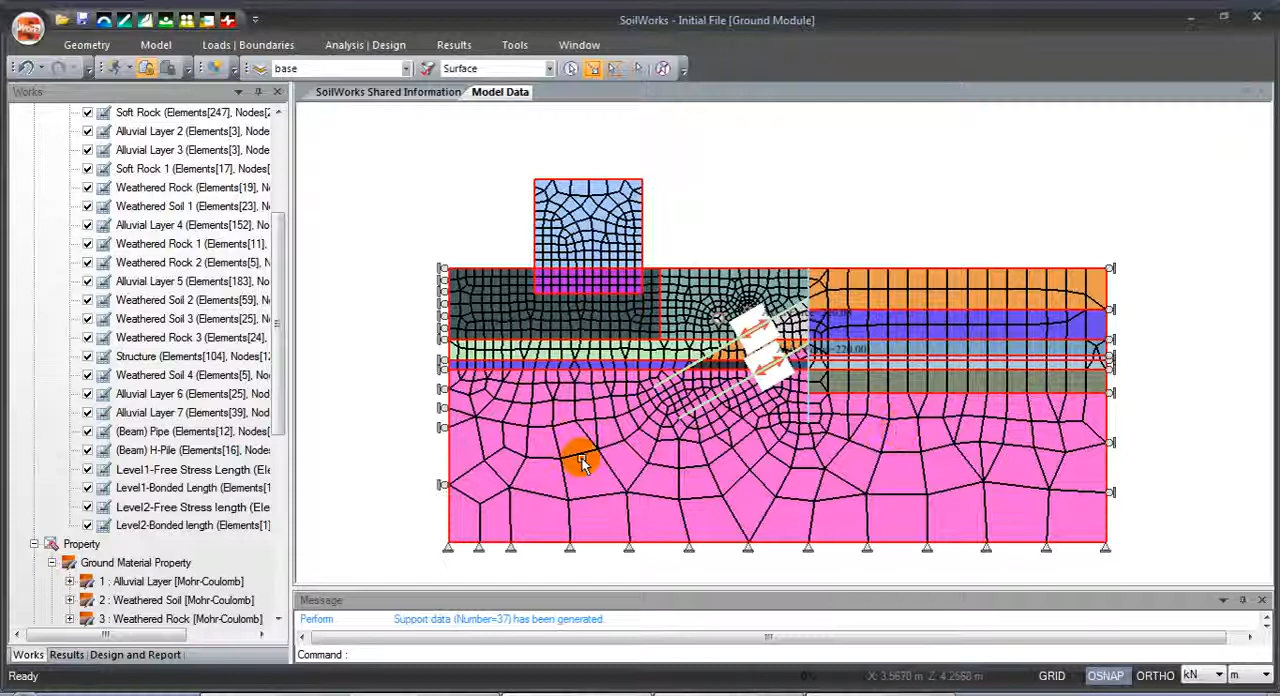 SoilWorks - Initial File [Ground Module]
Geometry Model Loads | Boundaries Analysis | Design Results Tools Window
base Surface
Works
SoilWorks Shared Information Model Data
Soft Rock (Elements[247], Nodes[2
Alluvial Layer 2 (Elements[3], Node
Alluvial Layer 3 (Elements[3], Node
Soft Rock 1 (Elements[17], Nodes[
Weathered Rock (Elements[19], N
Weathered Soil 1 (Elements[23], N
Alluvial Layer 4 (Elements[152], No
Weathered Rock 1 (Elements[11],
Weathered Rock 2 (Elements[5], N
Alluvial Layer 5 (Elements[183], No
Weathered Soil 2 (Elements[59], N
Weathered Soil 3 (Elements[25], N
Weathered Rock 3 (Elements[24],
Structure (Elements[104], Nodes[12
Weathered Soil 4 (Elements[5], N
Alluvial Layer 6 (Elements[25], No
Alluvial Layer 7 (Elements[39], No
(Beam) Pipe (Elements[12], Node
(Beam) H-Pile (Elements[16], Node
Level1-Free Stress Length (Ele
Level1-Bonded Length (Elements[1
Level2-Free Stress length (Elemen
Level2-Bonded length (Elements[1]
Property
Ground Material Property
1 : Alluvial Layer [Mohr-Coulomb]
2 : Weathered Soil [Mohr-Coulomb]
3 : Weathered Rock [Mohr-Coulomb]
=220.00
Message
Perform Support data (Number=37) has been generated.
Command :
Works Results Design and Report
Ready X: 3.5670 m Z: 4.2568 m GRID OSNAP ORTHO kN m